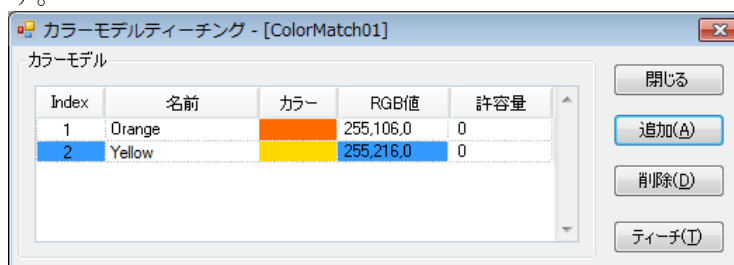 す。
カラーモデルティーチング - [ColorMatch01]
カラーモデル
閉じる
Index 名前 カラー RGB値 許容量
1 Orange 255,106,0 0
追加(A)
2 Yellow 255,216,0 0
削除(D)
ティーチ(T)